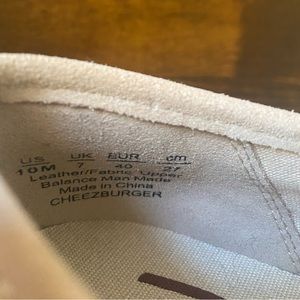 US UK EUR cm
10M 7 40 27
Leather/Fabric Upper
Balance Man Made
Made in China
CHEEZBURGER